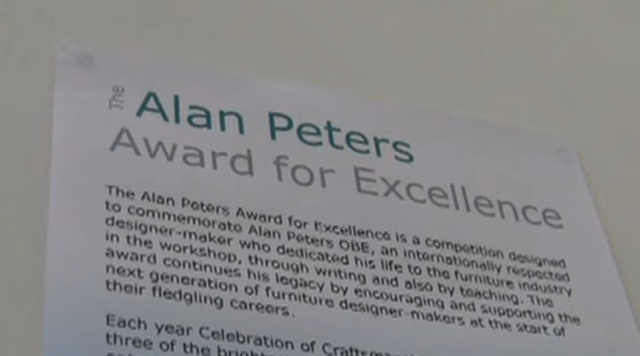 The Alan Peters
Award for Excellence
The Alan Peters Award for Excellence is a competition designed
to commemorate Alan Peters OBE, an internationally respected
designer-maker who dedicated his life to the furniture industry
in the workshop, through writing and also by teaching. The
award continues his legacy by encouraging and supporting the
next generation of furniture designer-makers at the start of
their fledgling careers.
Each year Celebration of
three of the